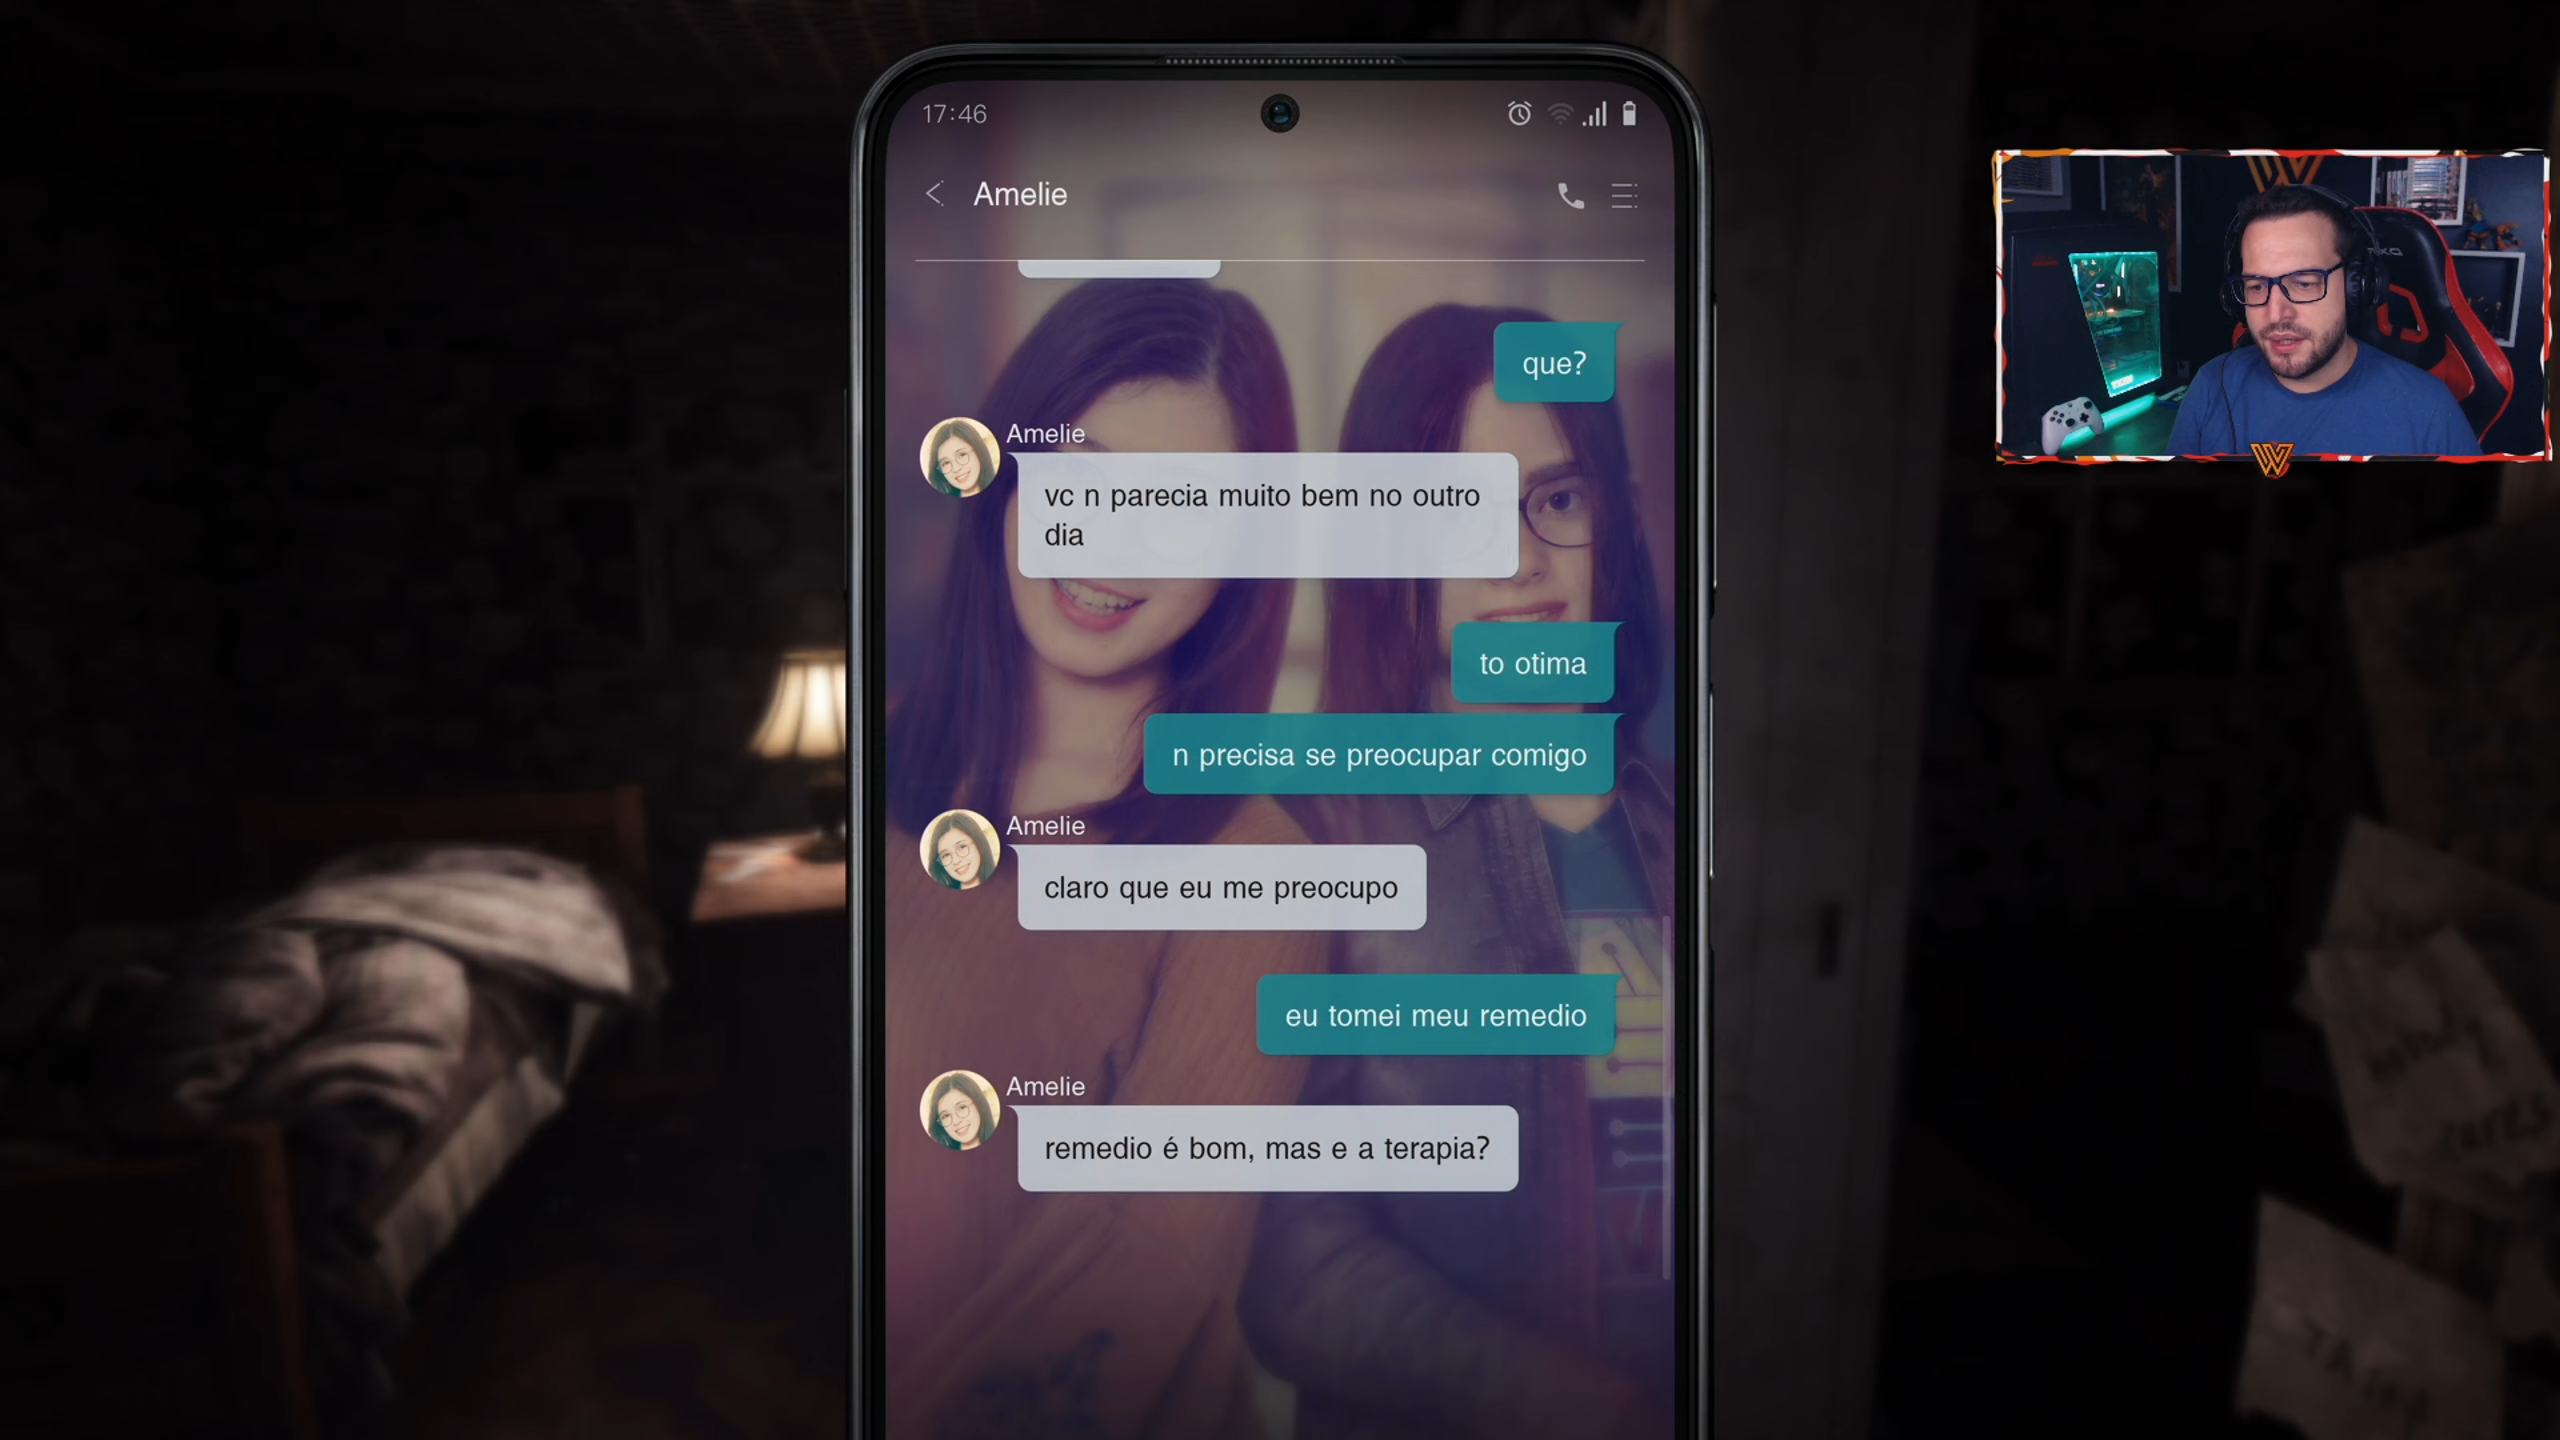 17:46
Amelie
que?
Amelie
vc n parecia muito bem no outro
dia
to otima
n precisa se preocupar comigo
Amelie
claro que eu me preocupo
eu tomei meu remedio
Amelie
remedio é bom, mas e a terapia?